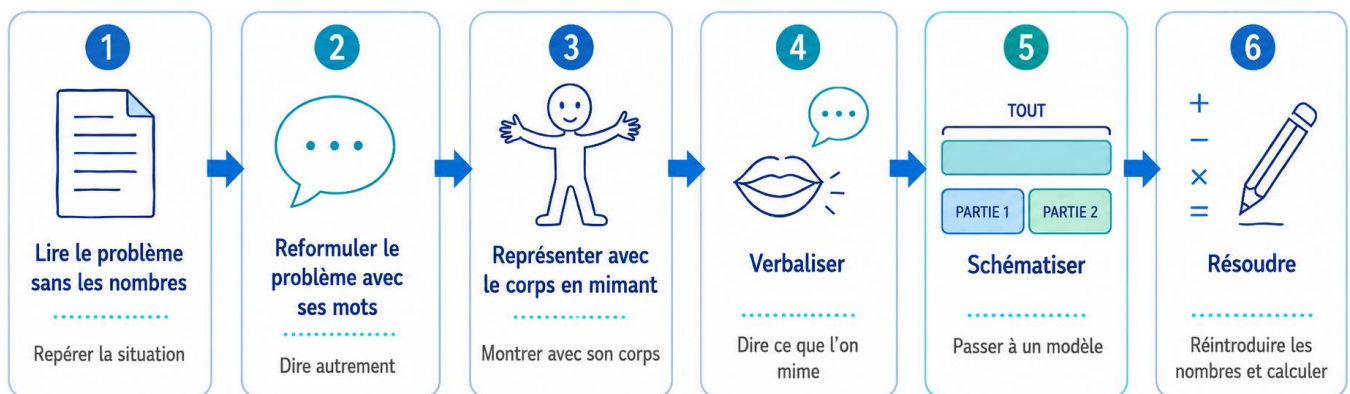 1
Lire le problème
sans les nombres
Repérer la situation
2
Reformuler le
problème avec
ses mots
Dire autrement
3
Représenter avec
le corps en mimant
Montrer avec son corps
4
Verbaliser
Dire ce que l'on
mime
5
TOUT
PARTIE 1
PARTIE 2
Schématiser
Passer à un modèle
6
+
−
×
=
Résoudre
Réintroduire les
nombres et calculer